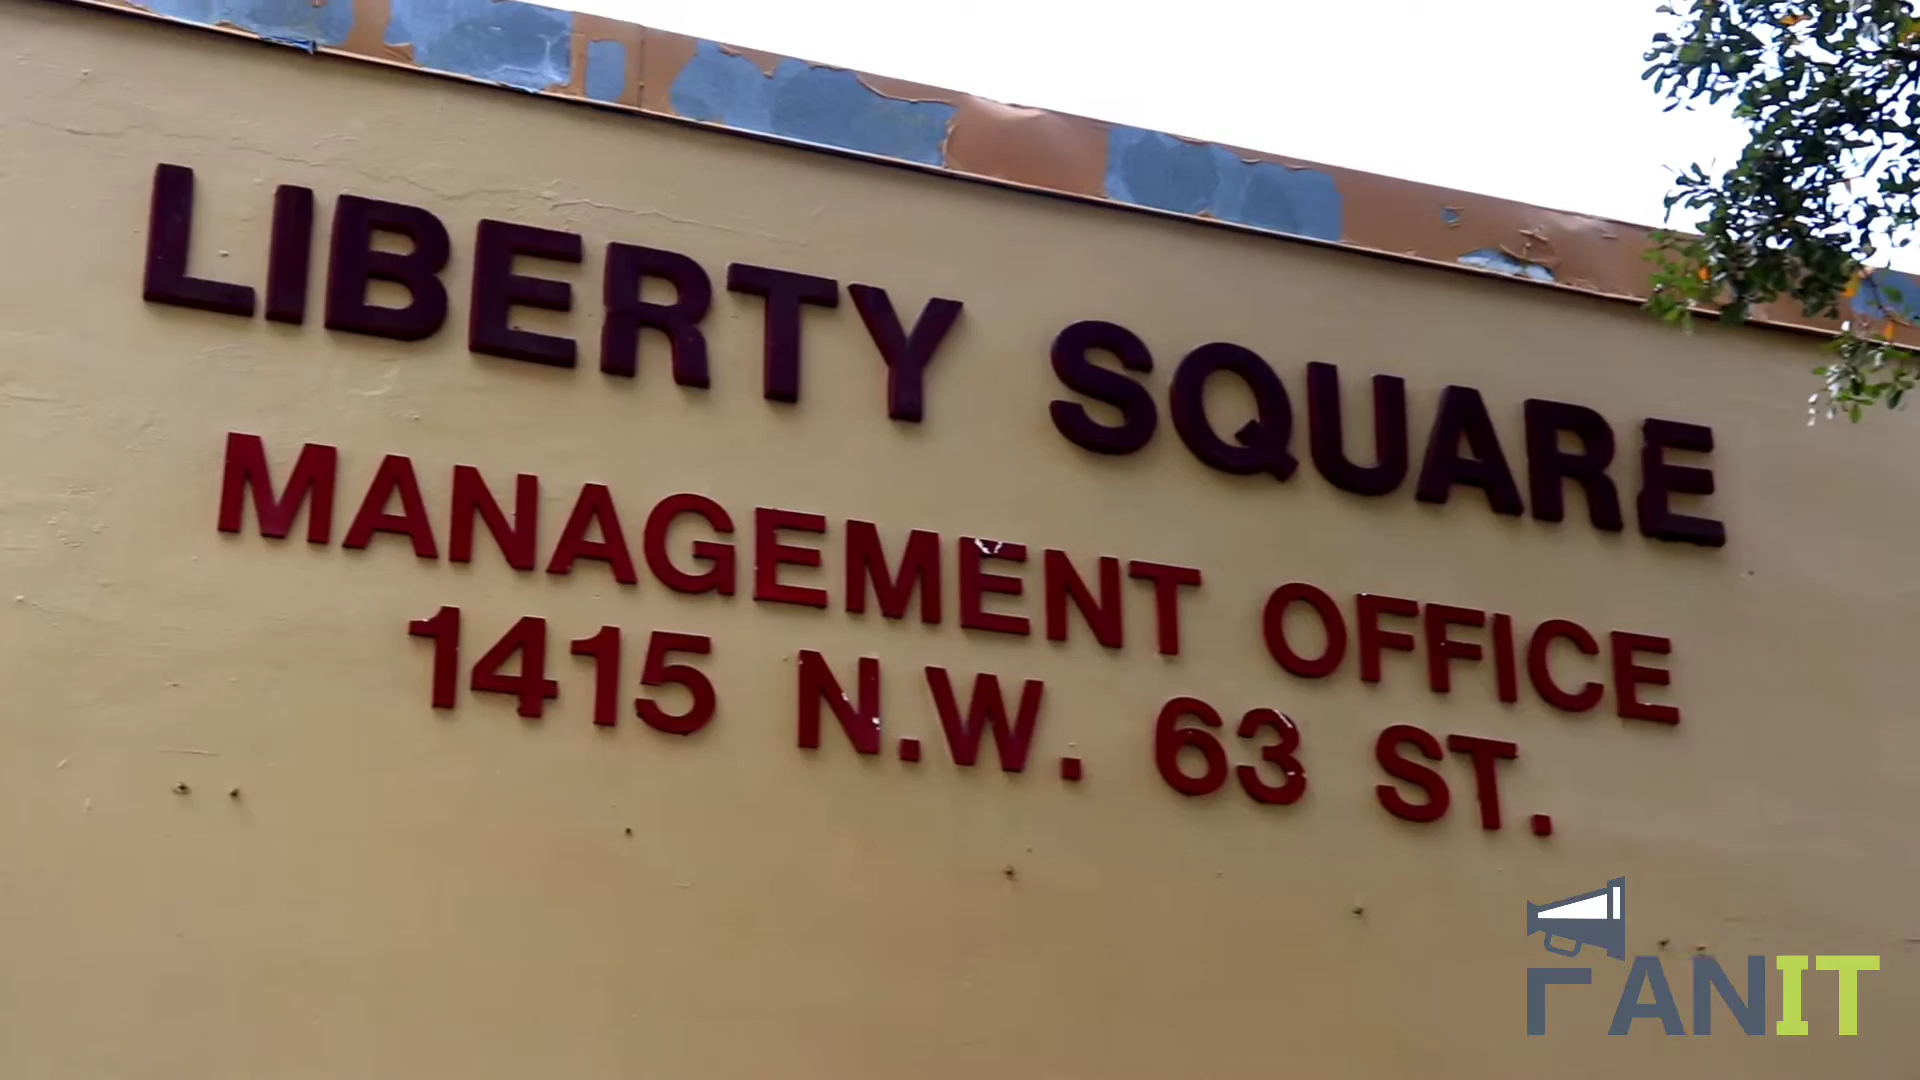 LIBERTY SQUARE
MANAGEMENT OFFICE
1415 N.W. 63 ST.
FANIT